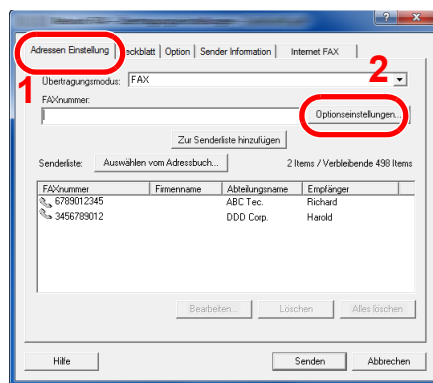 Adressen Einstellung | eckblatt | Option | Sender Information | Internet FAX
1
2
Übertragungsmodus: FAX
FAXnummer:
Optionseinstellungen...
Zur Senderliste hinzufügen
Senderliste: Auswählen vom Adressbuch... 2 Items / Verbleibende 498 Items
FAXnummer Firmenname Abteilungsname Empfänger
6789012345 ABC Tec. Richard
3456789012 DDD Corp. Harold
Bearbeiten... Löschen Alles löschen
Hilfe Senden Abbrechen